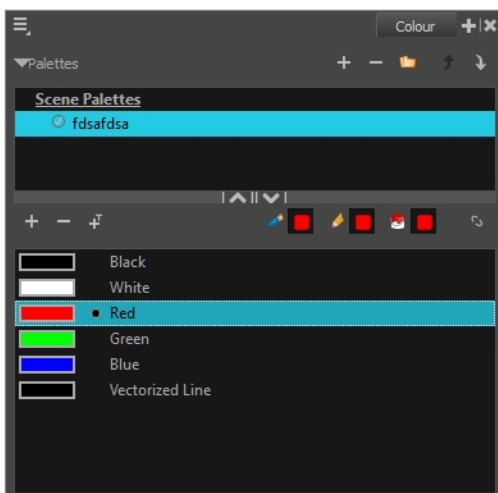 Colour
Palettes
Scene Palettes
fdsafdsa
Black
White
Red
Green
Blue
Vectorized Line